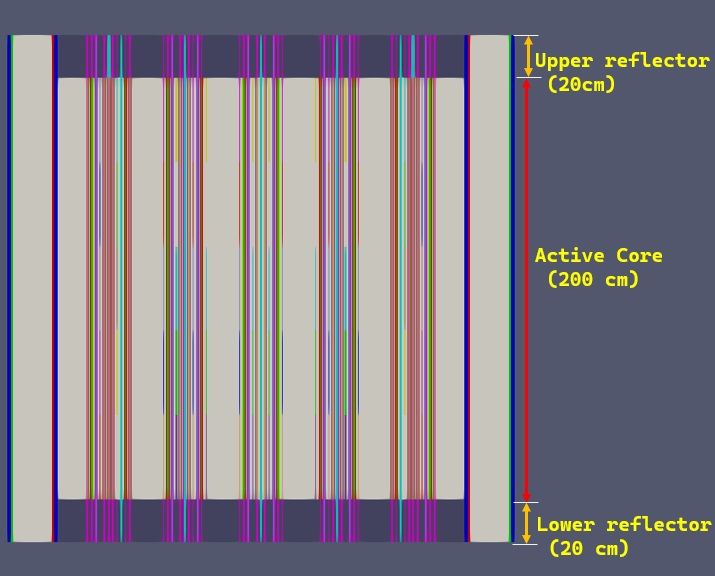 Upper reflector
(20cm)
Active Core
(200 cm)
Lower reflector
(20 cm)